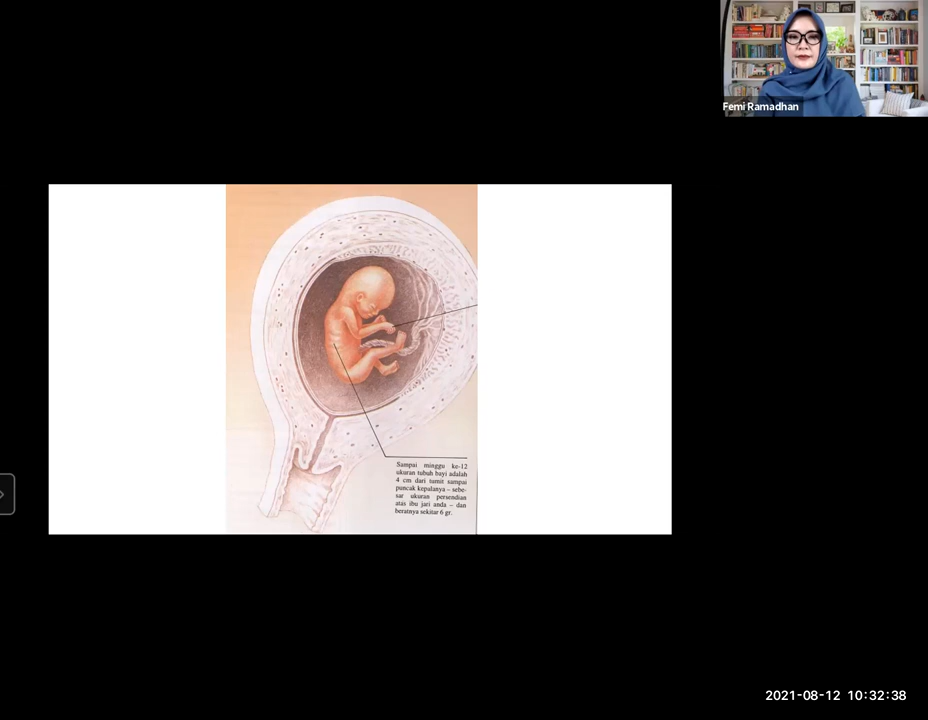 Femi Ramadhan
Sampai minggu ke-12
ukuran tubuh bayi adalah
4 cm dari tumit sampai
puncak kepalanya – sebe-
sar ukuran persendian
atas ibu jari anda – dan
beratnya sekitar 6 gr.
2021-08-12 10:32:38